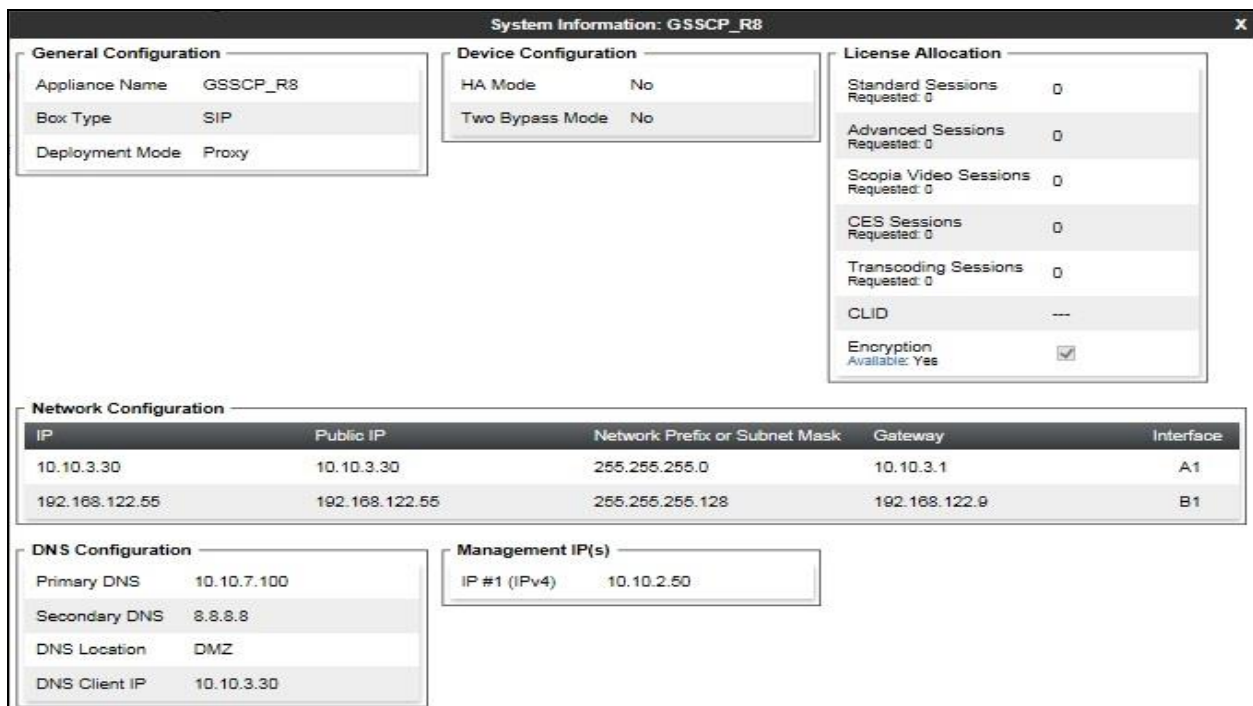 System Information: GSSCP_R8 X
General Configuration
Appliance Name GSSCP_R8
Box Type SIP
Deployment Mode Proxy
Device Configuration
HA Mode No
Two Bypass Mode No
License Allocation
Standard Sessions 0
Requested: 0
Advanced Sessions 0
Requested: 0
Scopia Video Sessions 0
Requested: 0
CES Sessions 0
Requested: 0
Transcoding Sessions 0
Requested: 0
CLID ---
Encryption
Available: Yes
Network Configuration
IP Public IP Network Prefix or Subnet Mask Gateway Interface
10.10.3.30 10.10.3.30 255.255.255.0 10.10.3.1 A1
192.168.122.55 192.168.122.55 255.255.255.128 192.168.122.9 B1
DNS Configuration
Primary DNS 10.10.7.100
Secondary DNS 8.8.8.8
DNS Location DMZ
DNS Client IP 10.10.3.30
Management IP(s)
IP #1 (IPv4) 10.10.2.50